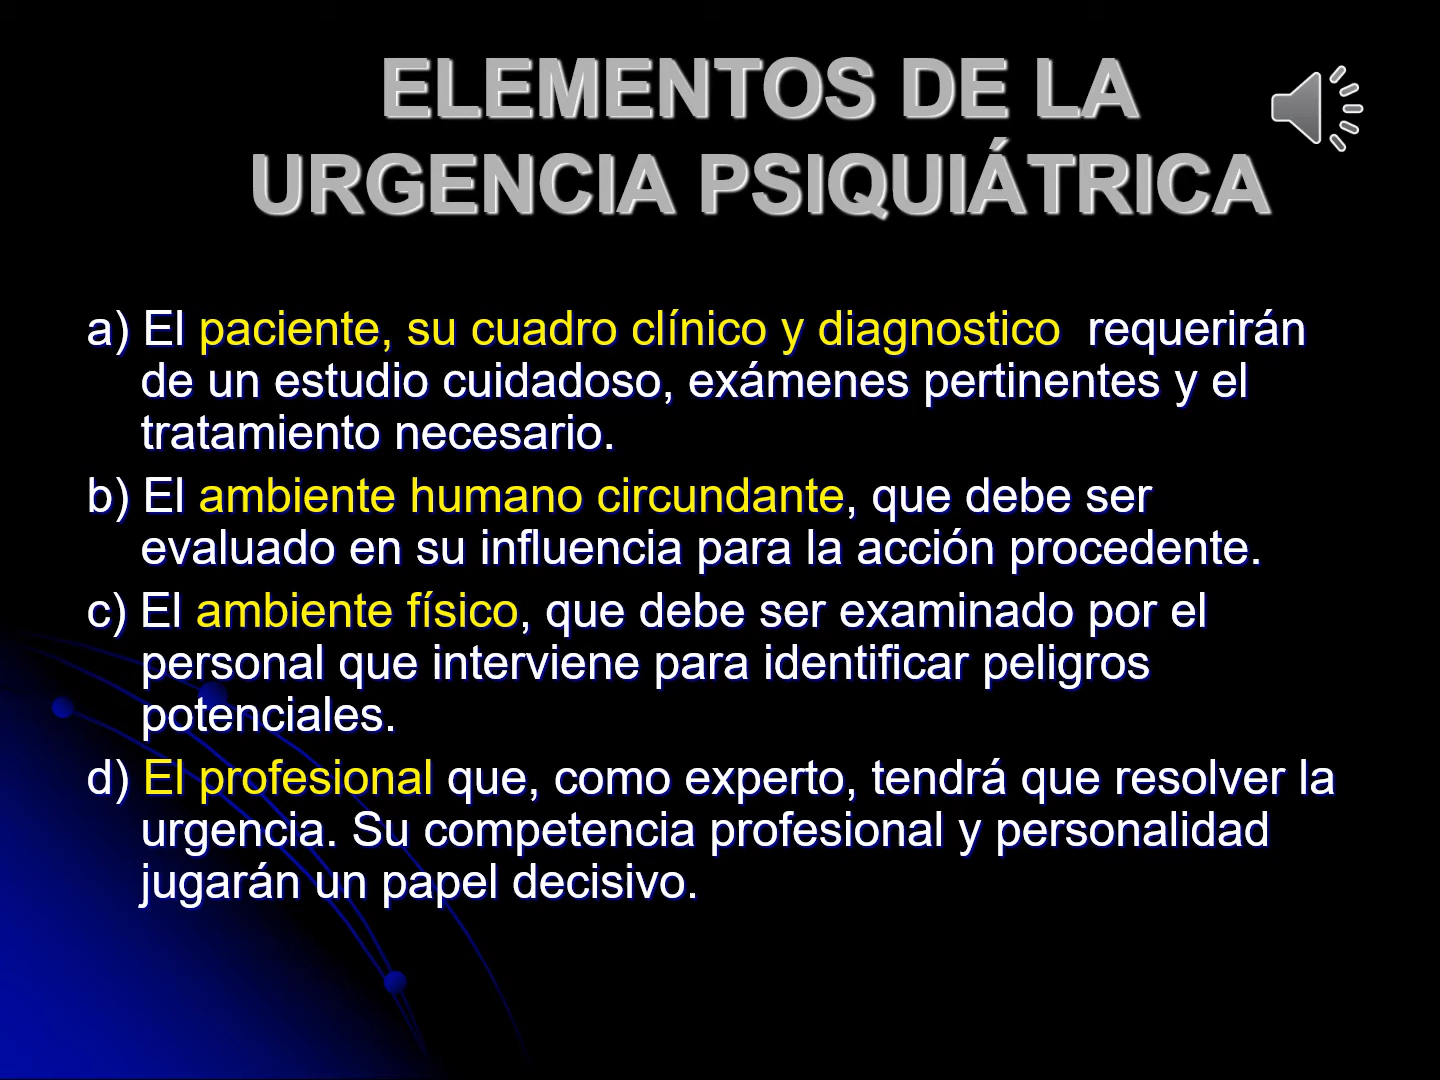 ELEMENTOS DE LA
URGENCIA PSIQUIÁTRICA
a) El paciente, su cuadro clínico y diagnostico  requerirán
de un estudio cuidadoso, exámenes pertinentes y el
tratamiento necesario.
b) El ambiente humano circundante, que debe ser
evaluado en su influencia para la acción procedente.
c) El ambiente físico, que debe ser examinado por el
personal que interviene para identificar peligros
potenciales.
d) El profesional que, como experto, tendrá que resolver la
urgencia. Su competencia profesional y personalidad
jugarán un papel decisivo.